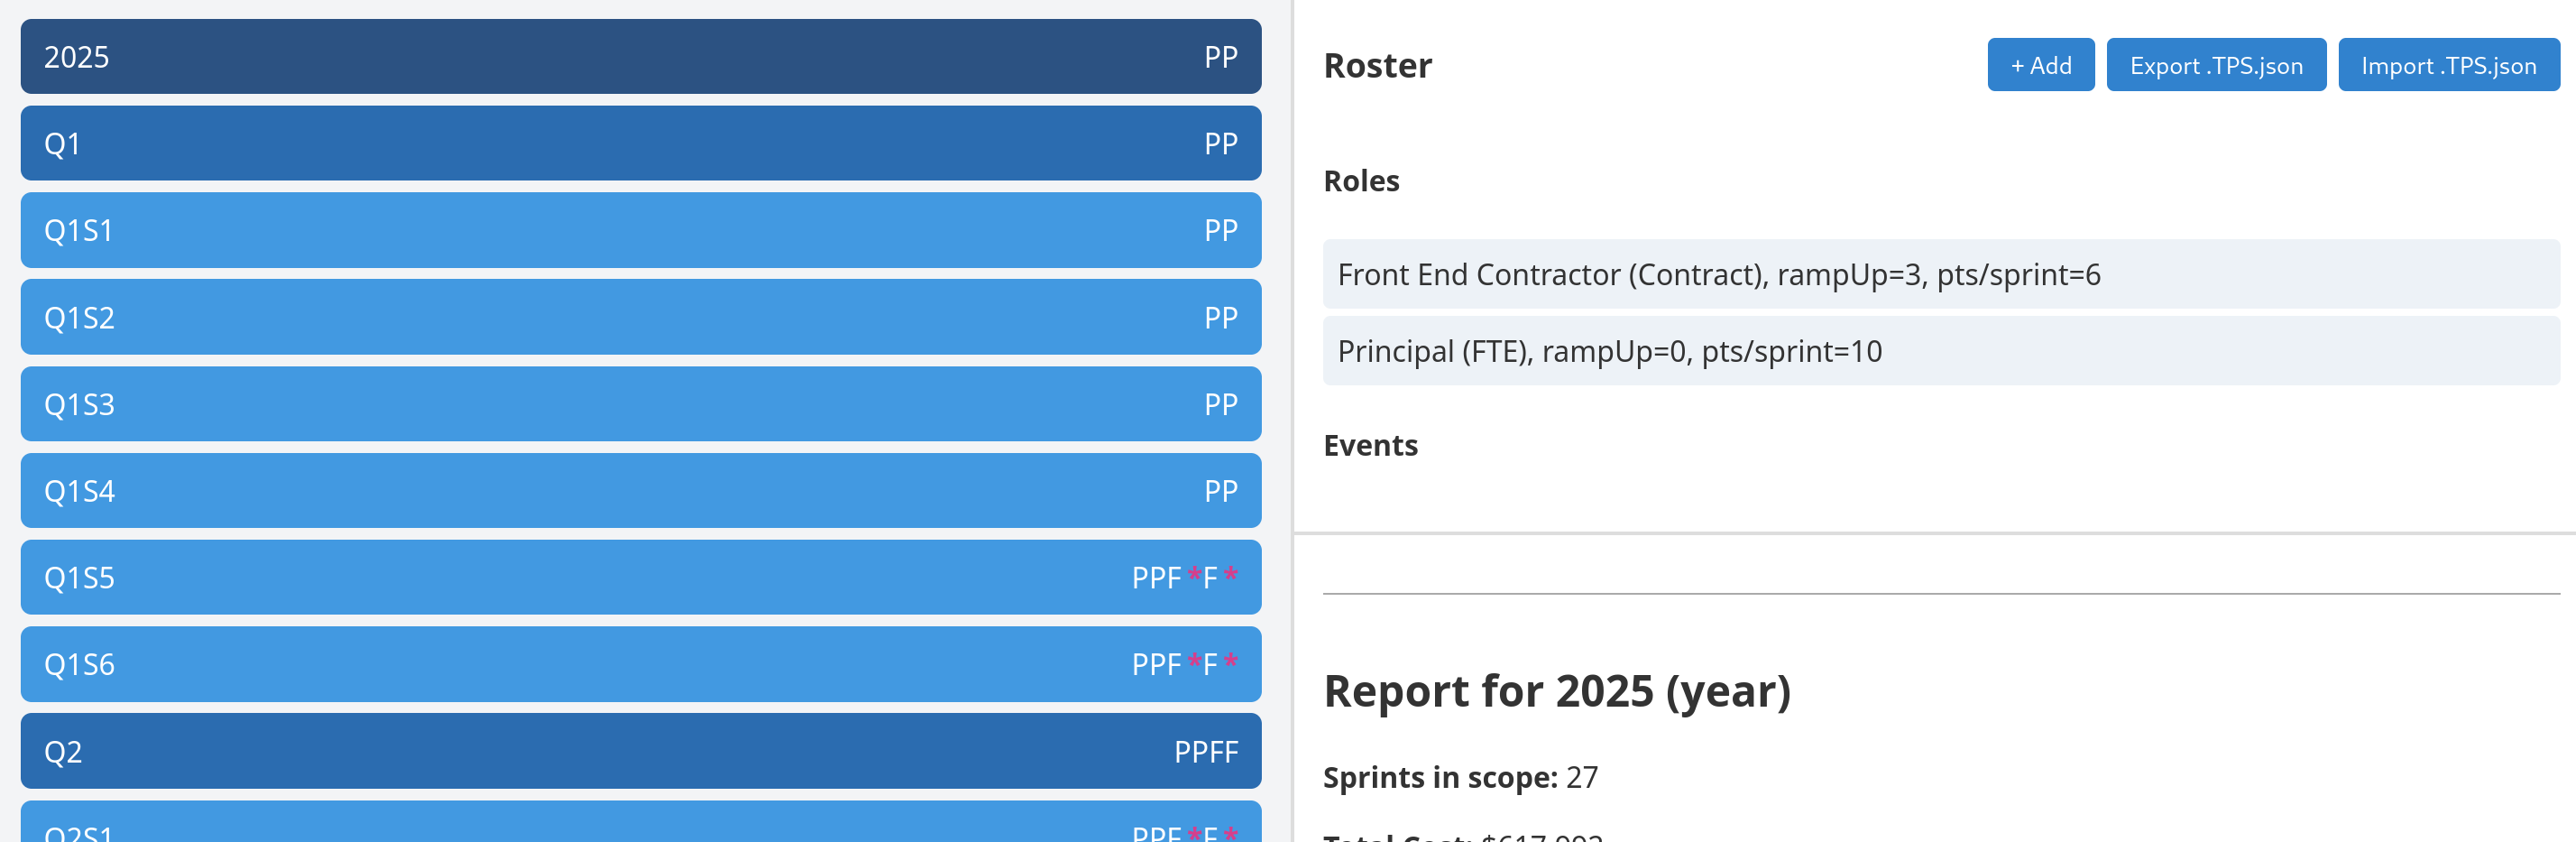 2025 PP
Q1 PP
Q1S1 PP
Q1S2 PP
Q1S3 PP
Q1S4 PP
Q1S5 PPF *F *
Q1S6 PPF *F *
Q2 PPFF
Q2S1 PPF *F *
Roster
+ Add Export .TPS.json Import .TPS.json
Roles
Front End Contractor (Contract), rampUp=3, pts/sprint=6
Principal (FTE), rampUp=0, pts/sprint=10
Events
Report for 2025 (year)
Sprints in scope: 27
Total Cost: